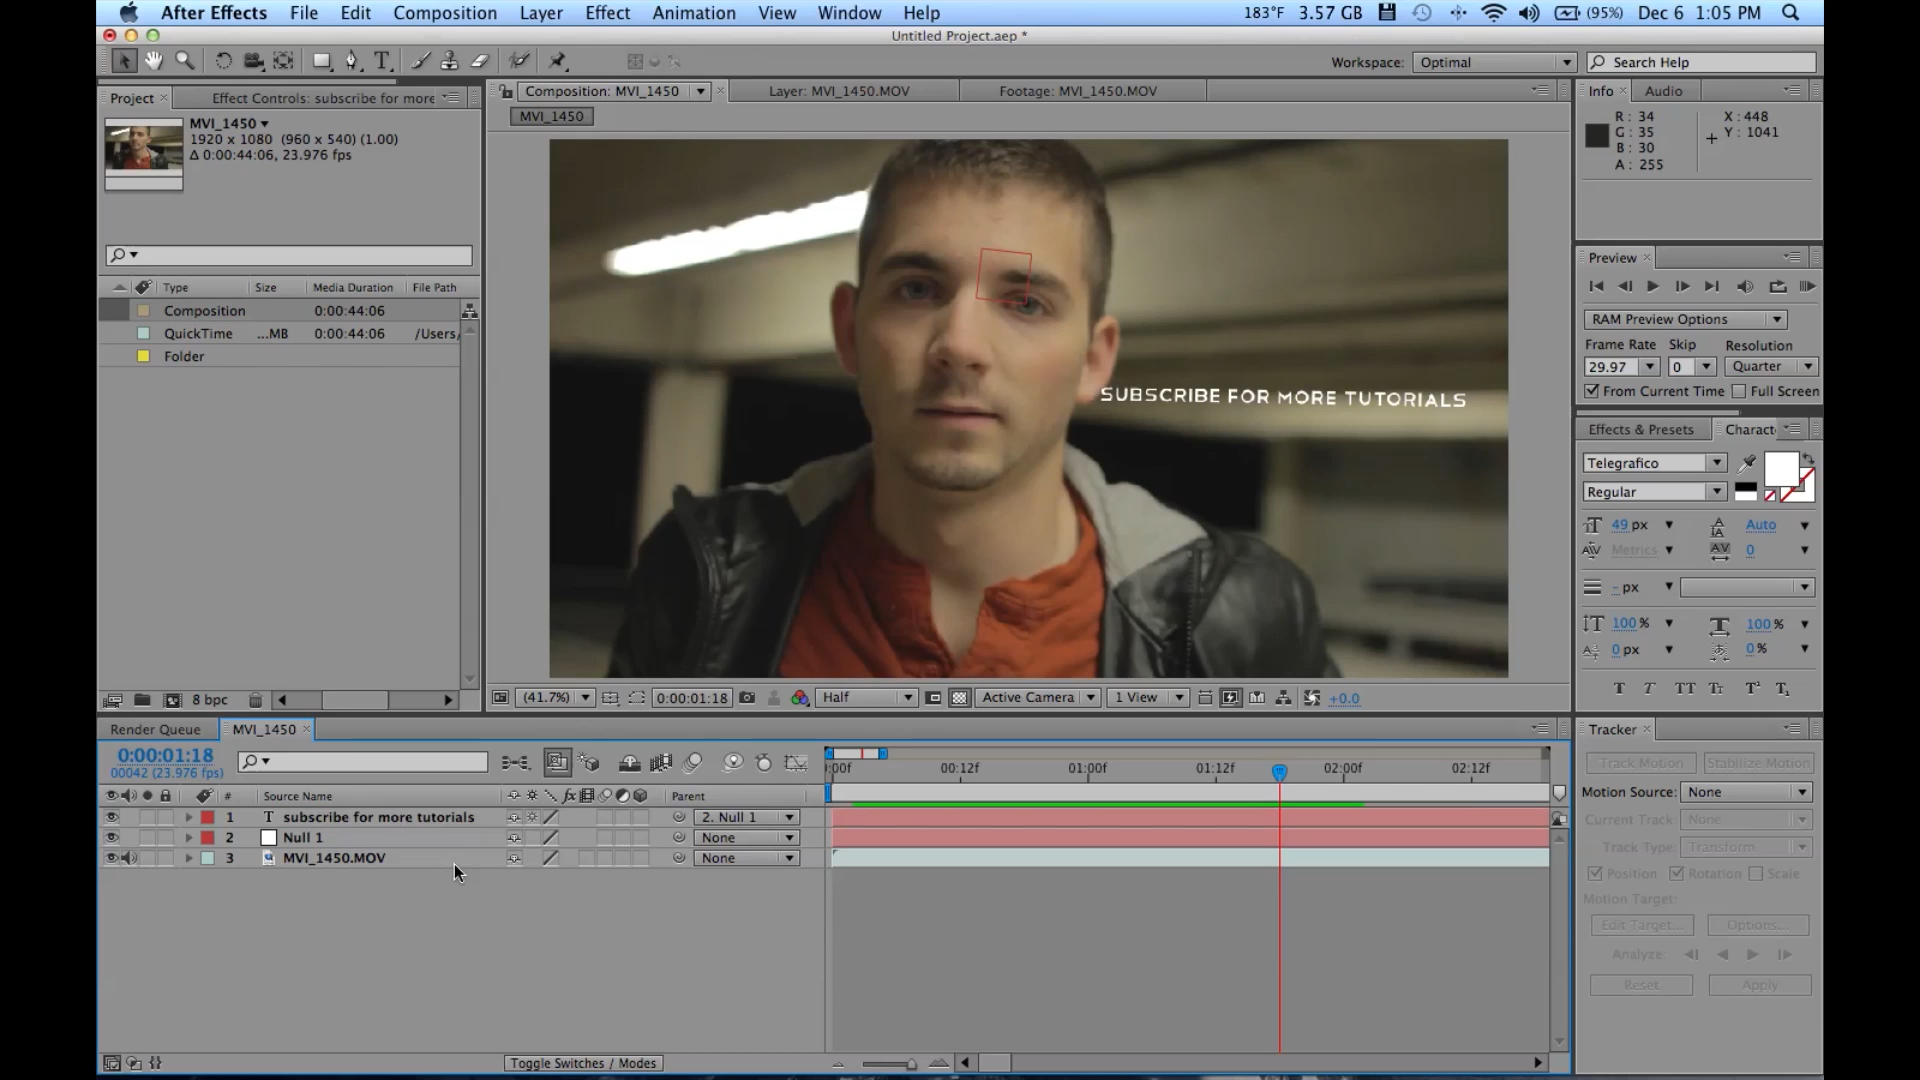 After Effects File Edit Composition Layer Effect Animation View Window Help 183°F 3.57 GB (95%) Dec 6 1:05 PM
Untitled Project.aep *
Workspace: Optimal Search Help
Project Effect Controls: subscribe for more
Composition: MVI_1450 Layer: MVI_1450.MOV Footage: MVI_1450.MOV
Info Audio
MVI_1450
MVI_1450
1920 x 1080 (960 x 540) (1.00)
Δ 0:00:44:06, 23.976 fps
R: 34 X: 448
G: 35 Y: 1041
B: 30
A: 255
Preview
Type Size Media Duration File Path
Composition 0:00:44:06
QuickTime ...MB 0:00:44:06 /Users/
Folder
SUBSCRIBE FOR MORE TUTORIALS
RAM Preview Options
Frame Rate Skip Resolution
29.97 0 Quarter
From Current Time Full Screen
Effects & Presets Charact
Telegrafico
Regular
49 px Auto
Metrics 0
- px
100 % 100 %
0 px 0 %
T T TT Tr T¹ T₁
8 bpc
(41.7%) 0:00:01:18 Half Active Camera 1 View +0.0
Render Queue MVI_1450
0:00:01:18
00042 (23.976 fps)
:00f 00:12f 01:00f 01:12f 02:00f 02:12f
# Source Name fx Parent
1 T subscribe for more tutorials 2. Null 1
2 Null 1 None
3 MVI_1450.MOV None
Toggle Switches / Modes
Tracker
Track Motion Stabilize Motion
Motion Source: None
Current Track: None
Track Type: Transform
Position Rotation Scale
Motion Target:
Edit Target... Options...
Analyze:
Reset Apply